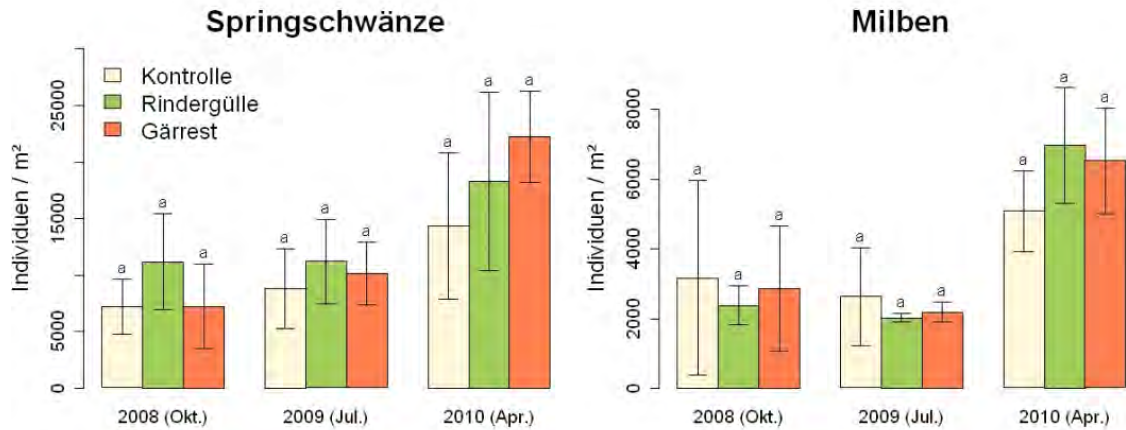 Springschwänze
Individuen / m²
0
5000
15000
25000
Kontrolle
Rindergülle
Gärrest
a a a
a a a
a a a
2008 (Okt.) 2009 (Jul.) 2010 (Apr.)
Milben
Individuen / m²
0
2000
4000
6000
8000
a a a
a a a
a a a
2008 (Okt.) 2009 (Jul.) 2010 (Apr.)